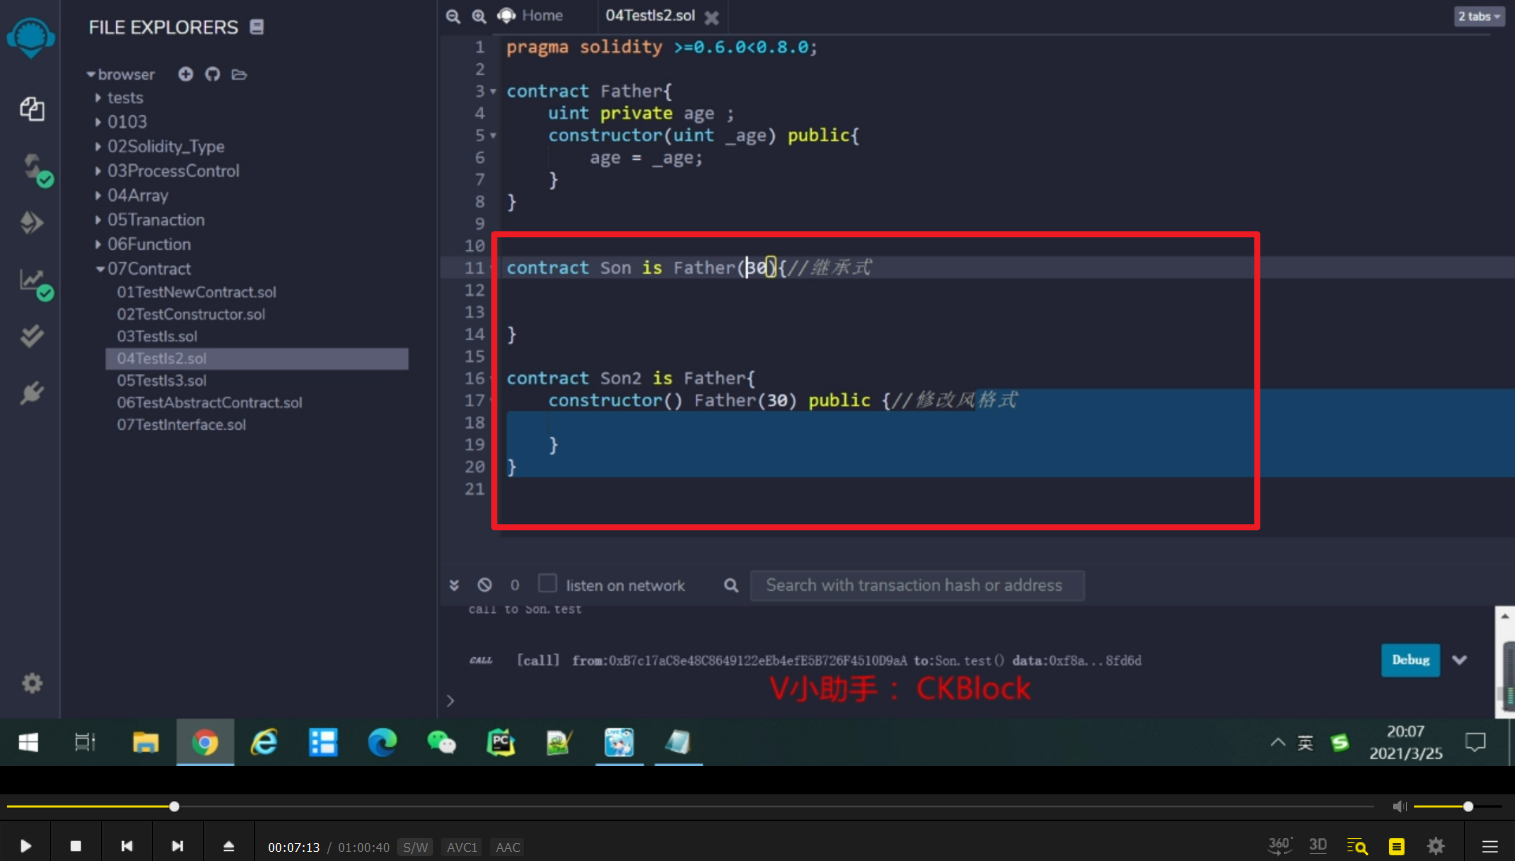 FILE EXPLORERS
browser
tests
0103
02Solidity_Type
03ProcessControl
04Array
05Tranaction
06Function
07Contract
01TestNewContract.sol
02TestConstructor.sol
03TestIs.sol
04TestIs2.sol
05TestIs3.sol
06TestAbstractContract.sol
07TestInterface.sol
Home
04TestIs2.sol
2 tabs
1 pragma solidity >=0.6.0<0.8.0;
2
3 contract Father{
4 uint private age ;
5 constructor(uint _age) public{
6 age = _age;
7 }
8 }
9
10
11 contract Son is Father(30){//继承式
12
13
14 }
15
16 contract Son2 is Father{
17 constructor() Father(30) public {//修改风格式
18
19 }
20 }
21
0 listen on network Search with transaction hash or address
call to Son.test
CALL [call] from:0xB7c17aC8e48C8649122eEb4efE5B726F4510D9aA to:Son.test() data:0xf8a...8fd6d
Debug
V小助手： CKBlock
>
英
20:07
2021/3/25
00:07:13 / 01:00:40 S/W AVC1 AAC
360° 3D